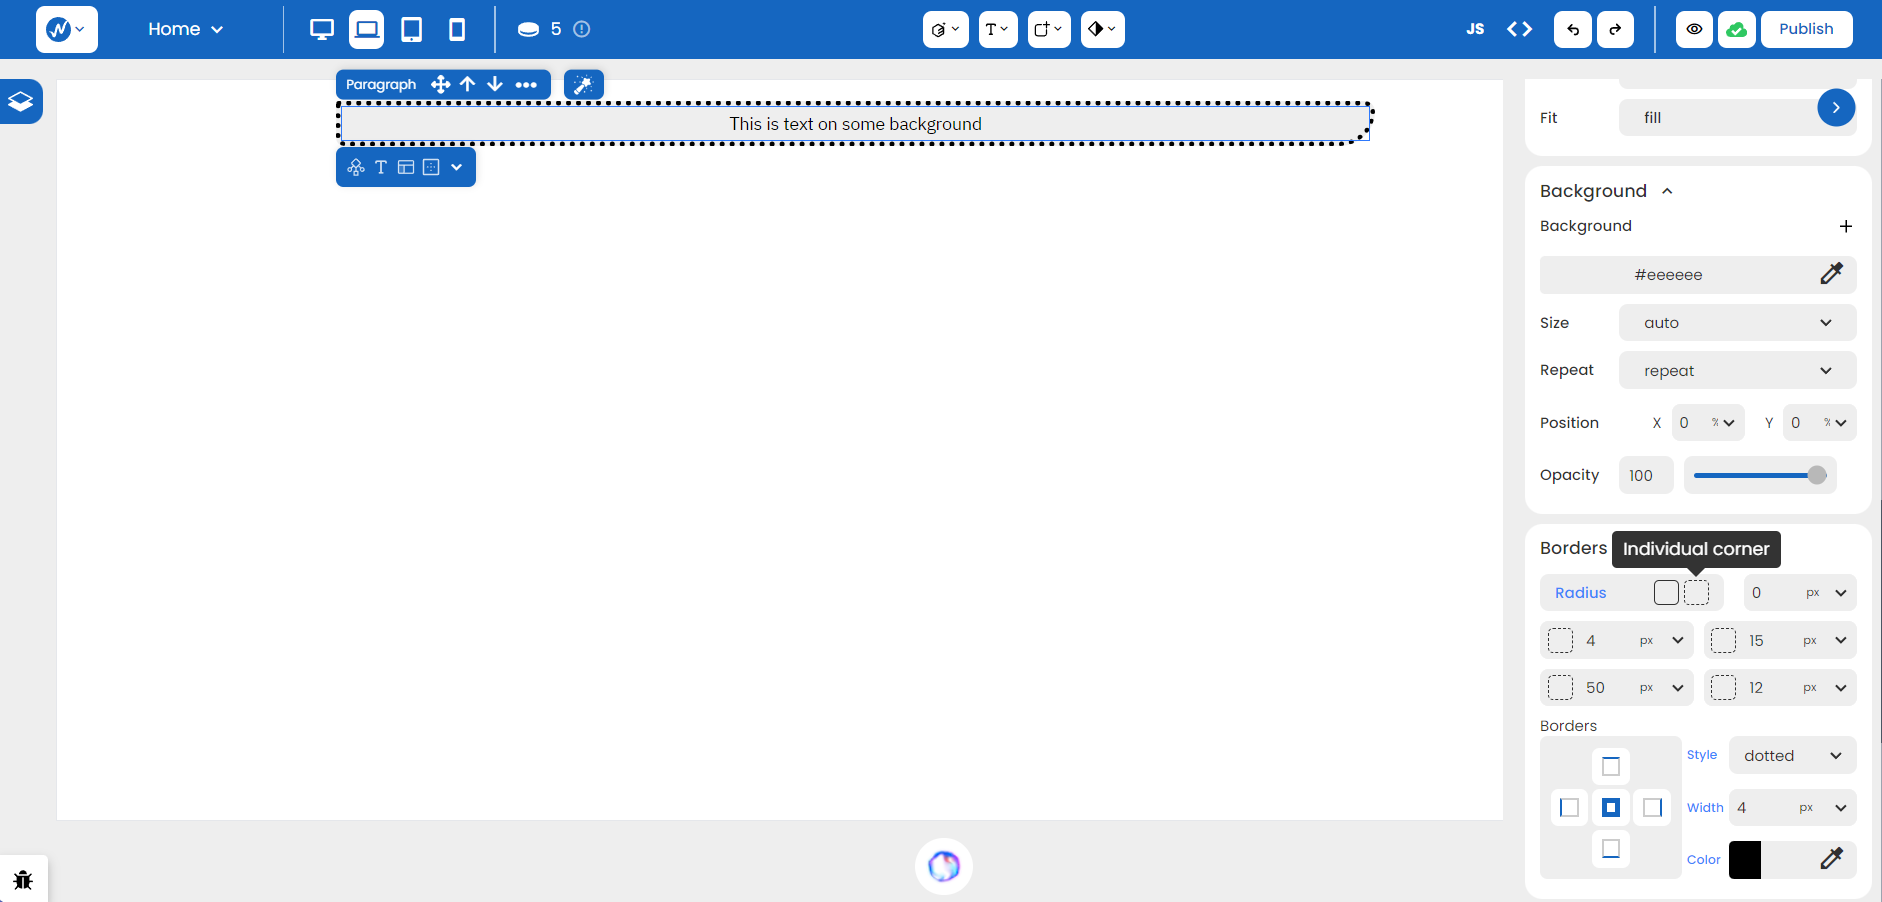 Home
5
JS
Publish
Paragraph
This is text on some background
Fit
fill
Background
Background
#eeeeee
Size
auto
Repeat
repeat
Position
X
0
%
Y
0
%
Opacity
100
Borders
Individual corner
Radius
0
px
4
px
15
px
50
px
12
px
Borders
Style
dotted
Width
4
px
Color